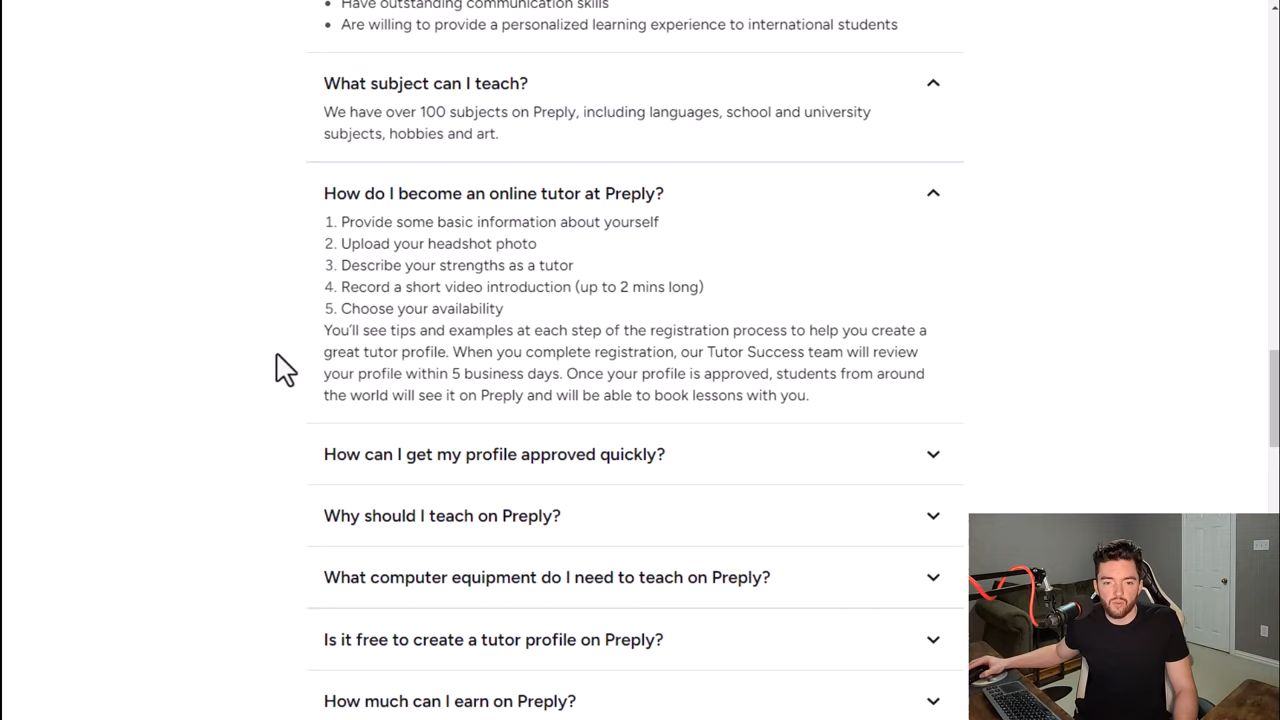 Have outstanding communication skills
Are willing to provide a personalized learning experience to international students
What subject can I teach?
We have over 100 subjects on Preply, including languages, school and university
subjects, hobbies and art.
How do I become an online tutor at Preply?
1. Provide some basic information about yourself
2. Upload your headshot photo
3. Describe your strengths as a tutor
4. Record a short video introduction (up to 2 mins long)
5. Choose your availability
You'll see tips and examples at each step of the registration process to help you create a
great tutor profile. When you complete registration, our Tutor Success team will review
your profile within 5 business days. Once your profile is approved, students from around
the world will see it on Preply and will be able to book lessons with you.
How can I get my profile approved quickly?
Why should I teach on Preply?
What computer equipment do I need to teach on Preply?
Is it free to create a tutor profile on Preply?
How much can I earn on Preply?